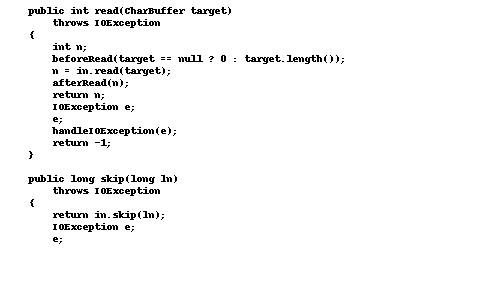 public int read(CharBuffer target)
    throws IOException
{
    int n;
    beforeRead(target == null ? 0 : target.length());
    n = in.read(target);
    afterRead(n);
    return n;
    IOException e;
    e;
    handleIOException(e);
    return -1;
}

public long skip(long ln)
    throws IOException
{
    return in.skip(ln);
    IOException e;
    e;